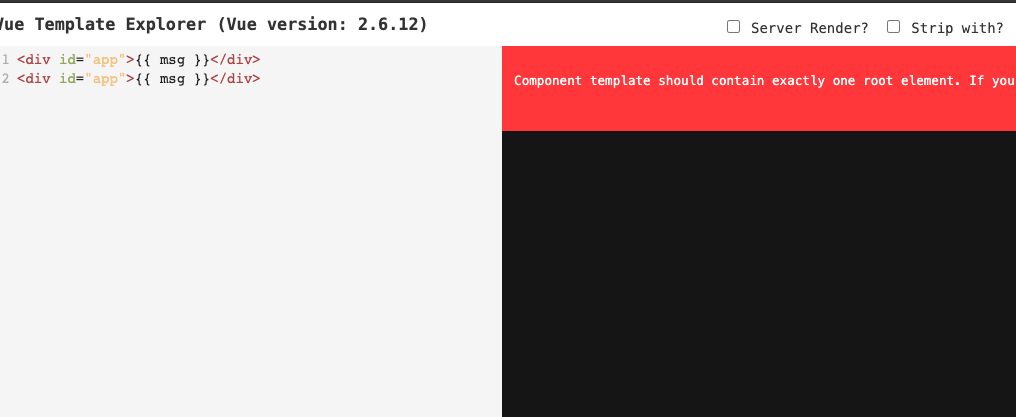 Vue Template Explorer (Vue version: 2.6.12)
Server Render? Strip with?
1 <div id="app">{{ msg }}</div>
2 <div id="app">{{ msg }}</div>
Component template should contain exactly one root element. If you